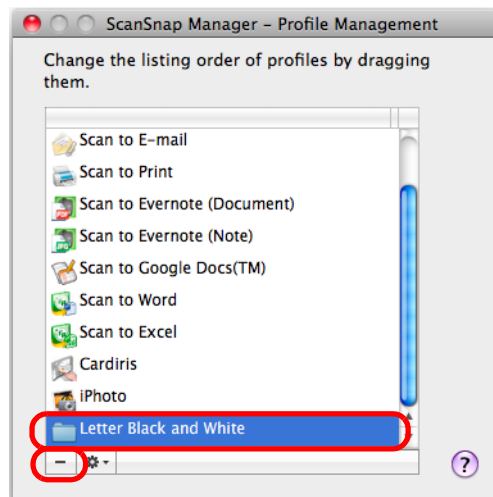 ScanSnap Manager – Profile Management
Change the listing order of profiles by dragging
them.
Scan to E-mail
Scan to Print
Scan to Evernote (Document)
Scan to Evernote (Note)
Scan to Google Docs(TM)
Scan to Word
Scan to Excel
Cardiris
iPhoto
Letter Black and White
?